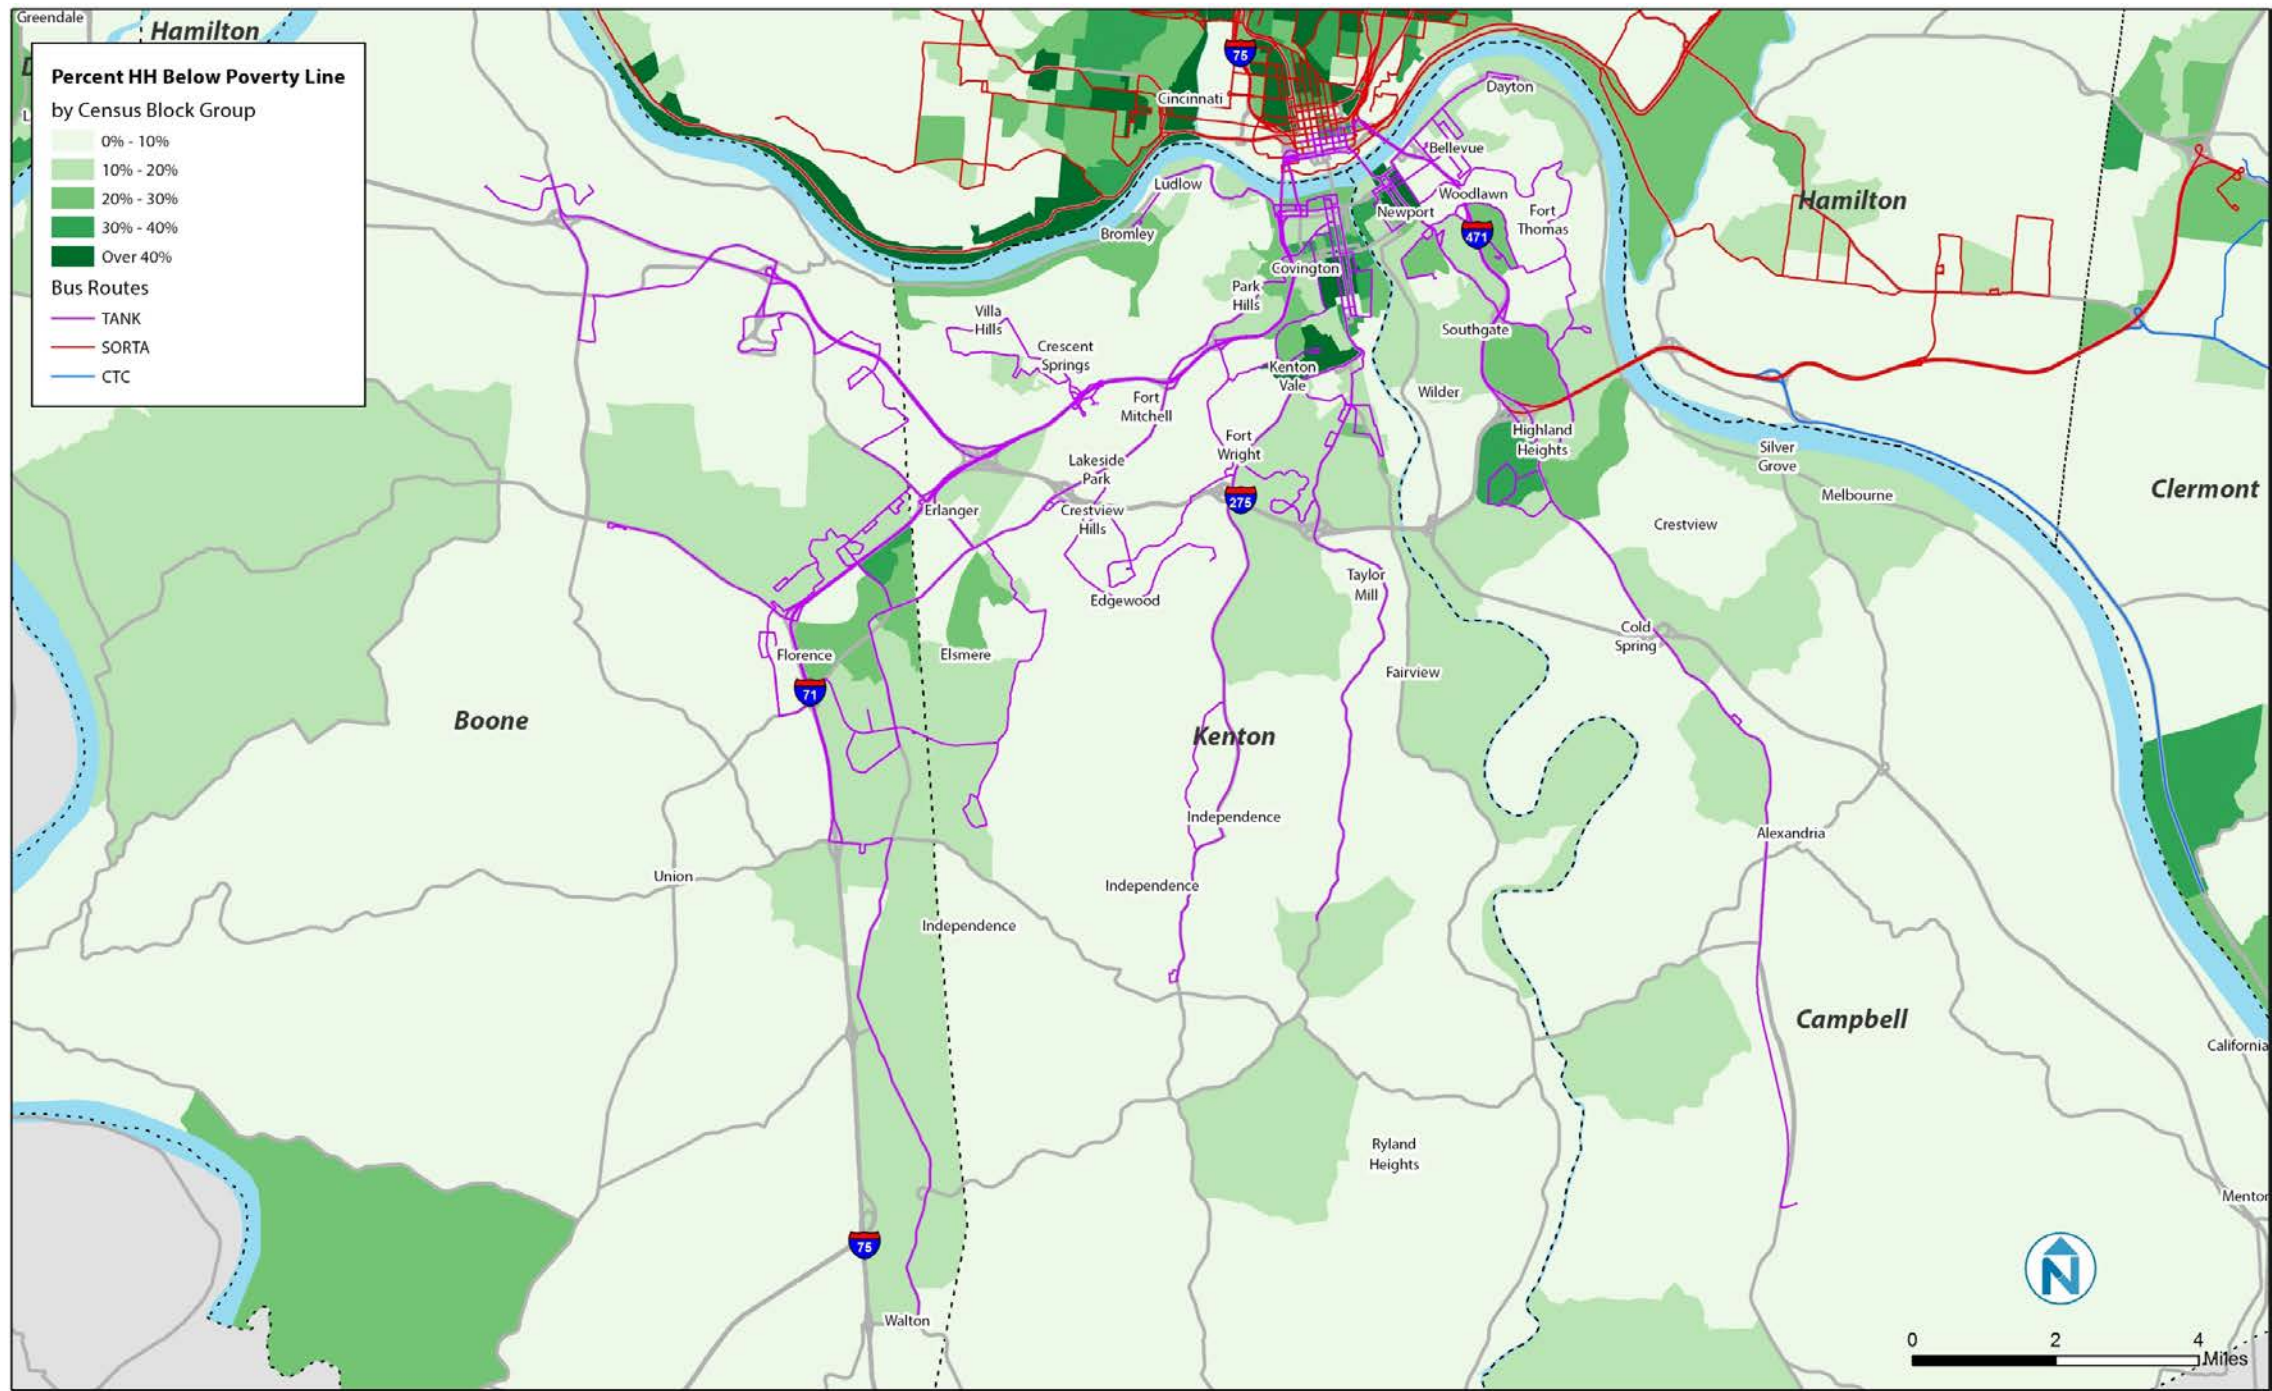 Greendale
Hamilton
Percent HH Below Poverty Line
by Census Block Group
0% - 10%
10% - 20%
20% - 30%
30% - 40%
Over 40%
Bus Routes
TANK
SORTA
CTC
75
Cincinnati
Dayton
Bellevue
Ludlow
Woodlawn
Hamilton
Newport
Fort
Thomas
Bromley
471
Covington
Park
Hills
Villa
Hills
Southgate
Crescent
Springs
Kenton
Vale
Wilder
Fort
Mitchell
Highland
Heights
Fort
Wright
Silver
Grove
Lakeside
Park
Clermont
Melbourne
275
Erlanger
Crestview
Hills
Crestview
Taylor
Mill
Edgewood
Cold
Spring
Florence
Elsmere
Fairview
71
Boone
Kenton
Independence
Alexandria
Union
Independence
Independence
Campbell
California
Ryland
Heights
Mentor
75
Walton
N
0 2 4
Miles